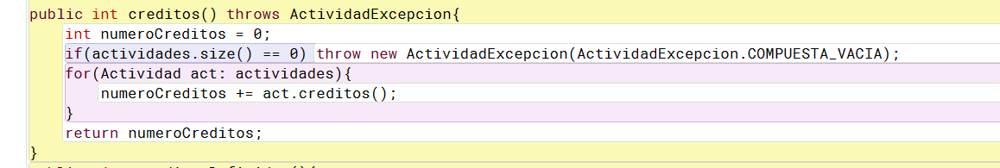 public int creditos() throws ActividadExcepcion{
int numeroCreditos = 0;
if(actividades.size() == 0) throw new ActividadExcepcion(ActividadExcepcion.COMPUESTA_VACIA);
for(Actividad act: actividades){
numeroCreditos += act.creditos();
}
return numeroCreditos;
}